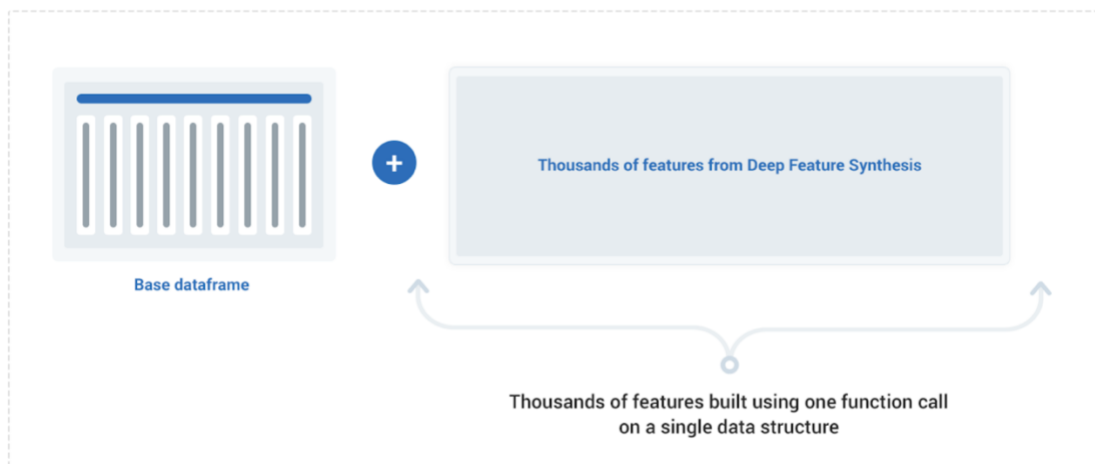 Thousands of features from Deep Feature Synthesis
Base dataframe
Thousands of features built using one function call
on a single data structure